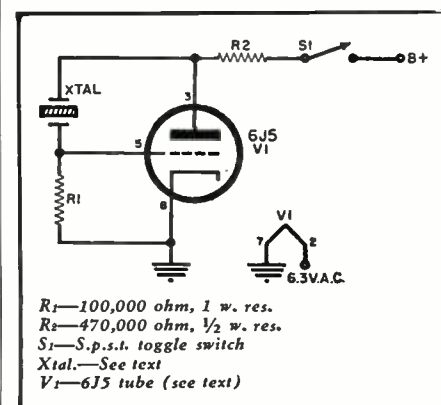 R2
S1
B+
XTAL
3
6J5
V1
5
R1
8
V1
7
2
6.3V.A.C.
R1—100,000 ohm, 1 w. res.
R2—470,000 ohm, ½ w. res.
S1—S.p.s.t. toggle switch
Xtal.—See text
V1—6J5 tube (see text)